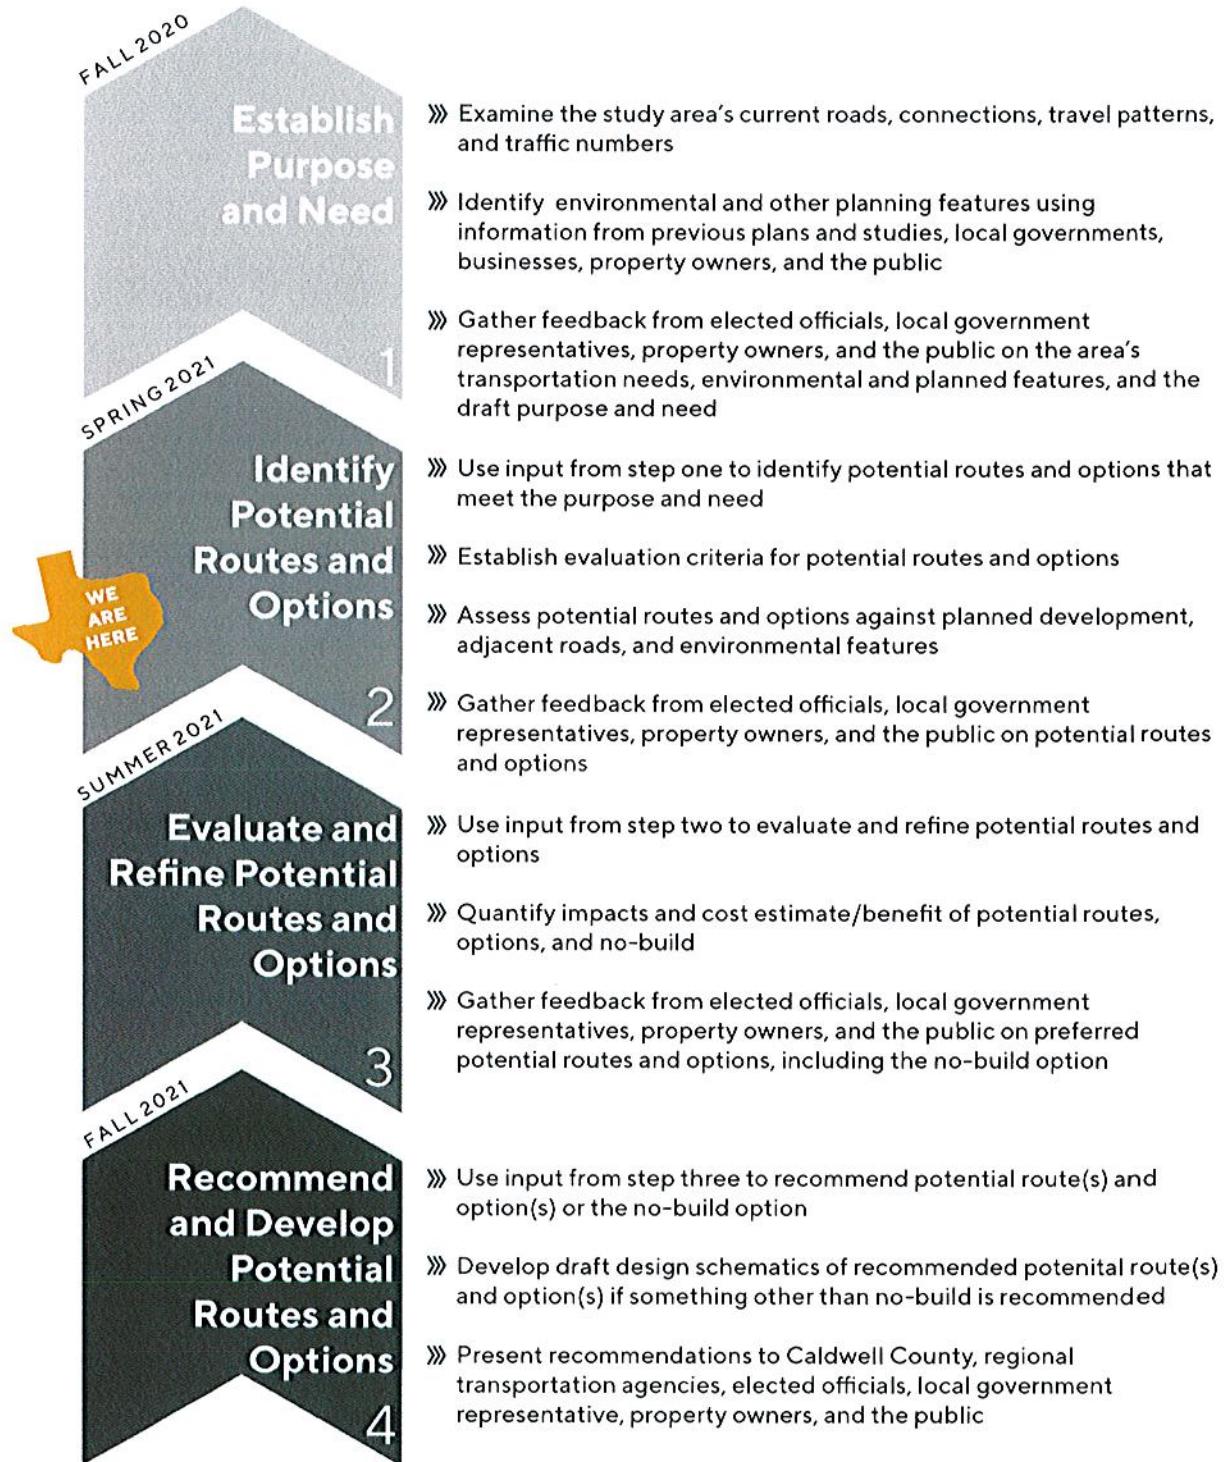 FALL 2020
Establish
Purpose
and Need
1
⟫ Examine the study area's current roads, connections, travel patterns,
and traffic numbers
⟫ Identify environmental and other planning features using
information from previous plans and studies, local governments,
businesses, property owners, and the public
⟫ Gather feedback from elected officials, local government
representatives, property owners, and the public on the area's
transportation needs, environmental and planned features, and the
draft purpose and need
SPRING 2021
Identify
Potential
Routes and
Options
2
WE
ARE
HERE
⟫ Use input from step one to identify potential routes and options that
meet the purpose and need
⟫ Establish evaluation criteria for potential routes and options
⟫ Assess potential routes and options against planned development,
adjacent roads, and environmental features
⟫ Gather feedback from elected officials, local government
representatives, property owners, and the public on potential routes
and options
SUMMER 2021
Evaluate and
Refine Potential
Routes and
Options
3
⟫ Use input from step two to evaluate and refine potential routes and
options
⟫ Quantify impacts and cost estimate/benefit of potential routes,
options, and no-build
⟫ Gather feedback from elected officials, local government
representatives, property owners, and the public on preferred
potential routes and options, including the no-build option
FALL 2021
Recommend
and Develop
Potential
Routes and
Options
4
⟫ Use input from step three to recommend potential route(s) and
option(s) or the no-build option
⟫ Develop draft design schematics of recommended potenital route(s)
and option(s) if something other than no-build is recommended
⟫ Present recommendations to Caldwell County, regional
transportation agencies, elected officials, local government
representative, property owners, and the public